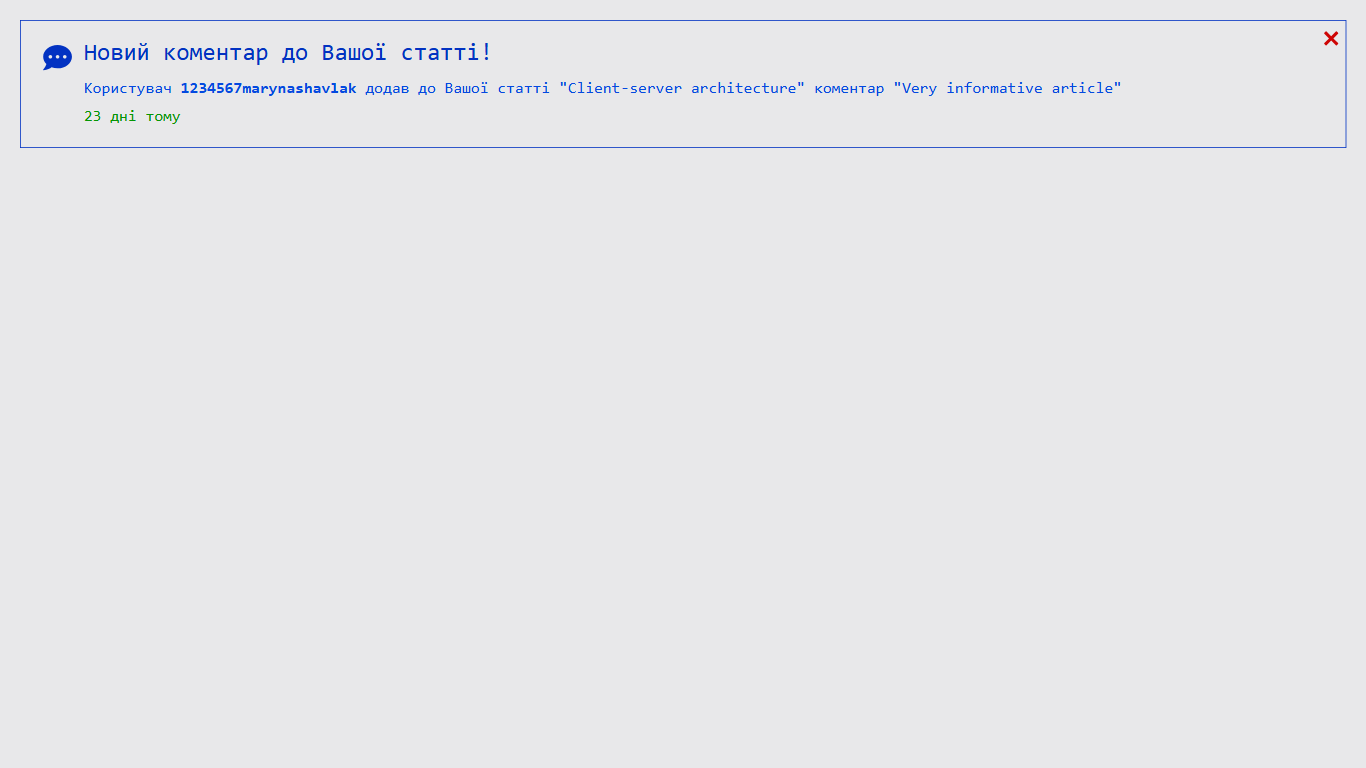 Новий коментар до Вашої статті!
Користувач 1234567marynashavlak додав до Вашої статті "Client-server architecture" коментар "Very informative article"
23 дні тому